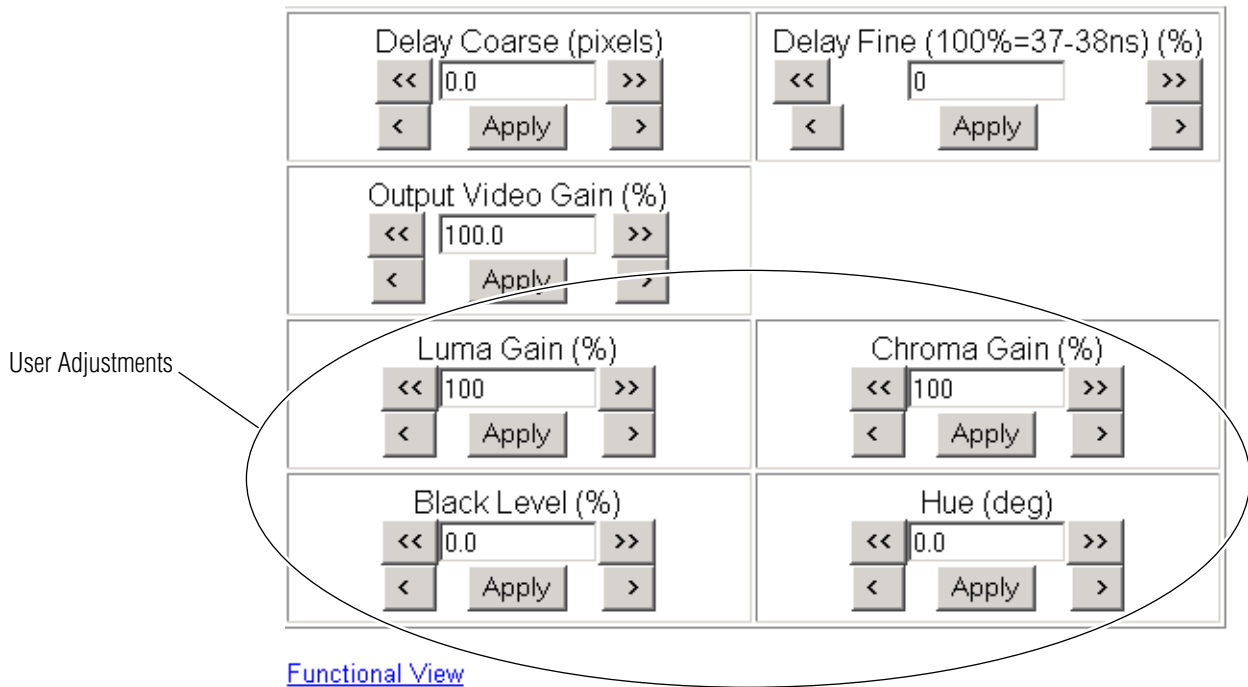 Delay Coarse (pixels)
<< 0.0 >>
< Apply >
Delay Fine (100%=37-38ns) (%)
<< 0 >>
< Apply >
Output Video Gain (%)
<< 100.0 >>
< Apply >
User Adjustments
Luma Gain (%)
<< 100 >>
< Apply >
Chroma Gain (%)
<< 100 >>
< Apply >
Black Level (%)
<< 0.0 >>
< Apply >
Hue (deg)
<< 0.0 >>
< Apply >
Functional View